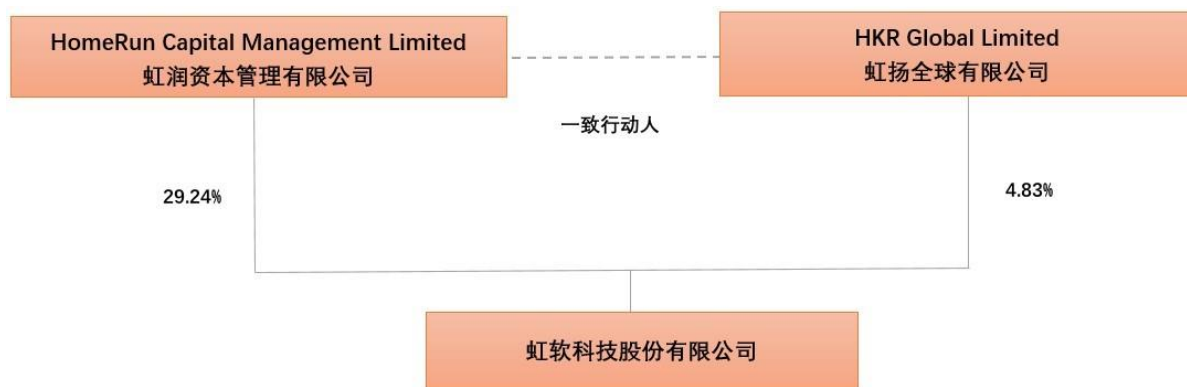 HomeRun Capital Management Limited
虹润资本管理有限公司
HKR Global Limited
虹扬全球有限公司
一致行动人
29.24%
4.83%
虹软科技股份有限公司